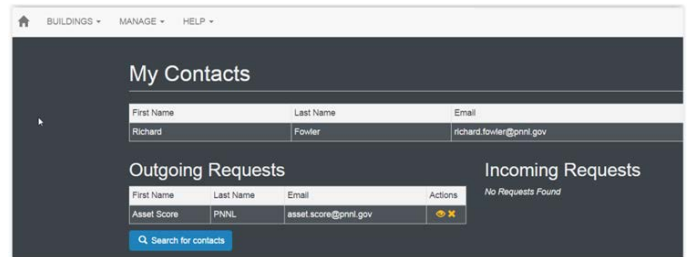 BUILDINGS MANAGE HELP
My Contacts
First Name Last Name Email
Richard Fowler richard.fowler@pnnl.gov
Outgoing Requests
First Name Last Name Email Actions
Asset Score PNNL asset.score@pnnl.gov
Search for contacts
Incoming Requests
No Requests Found